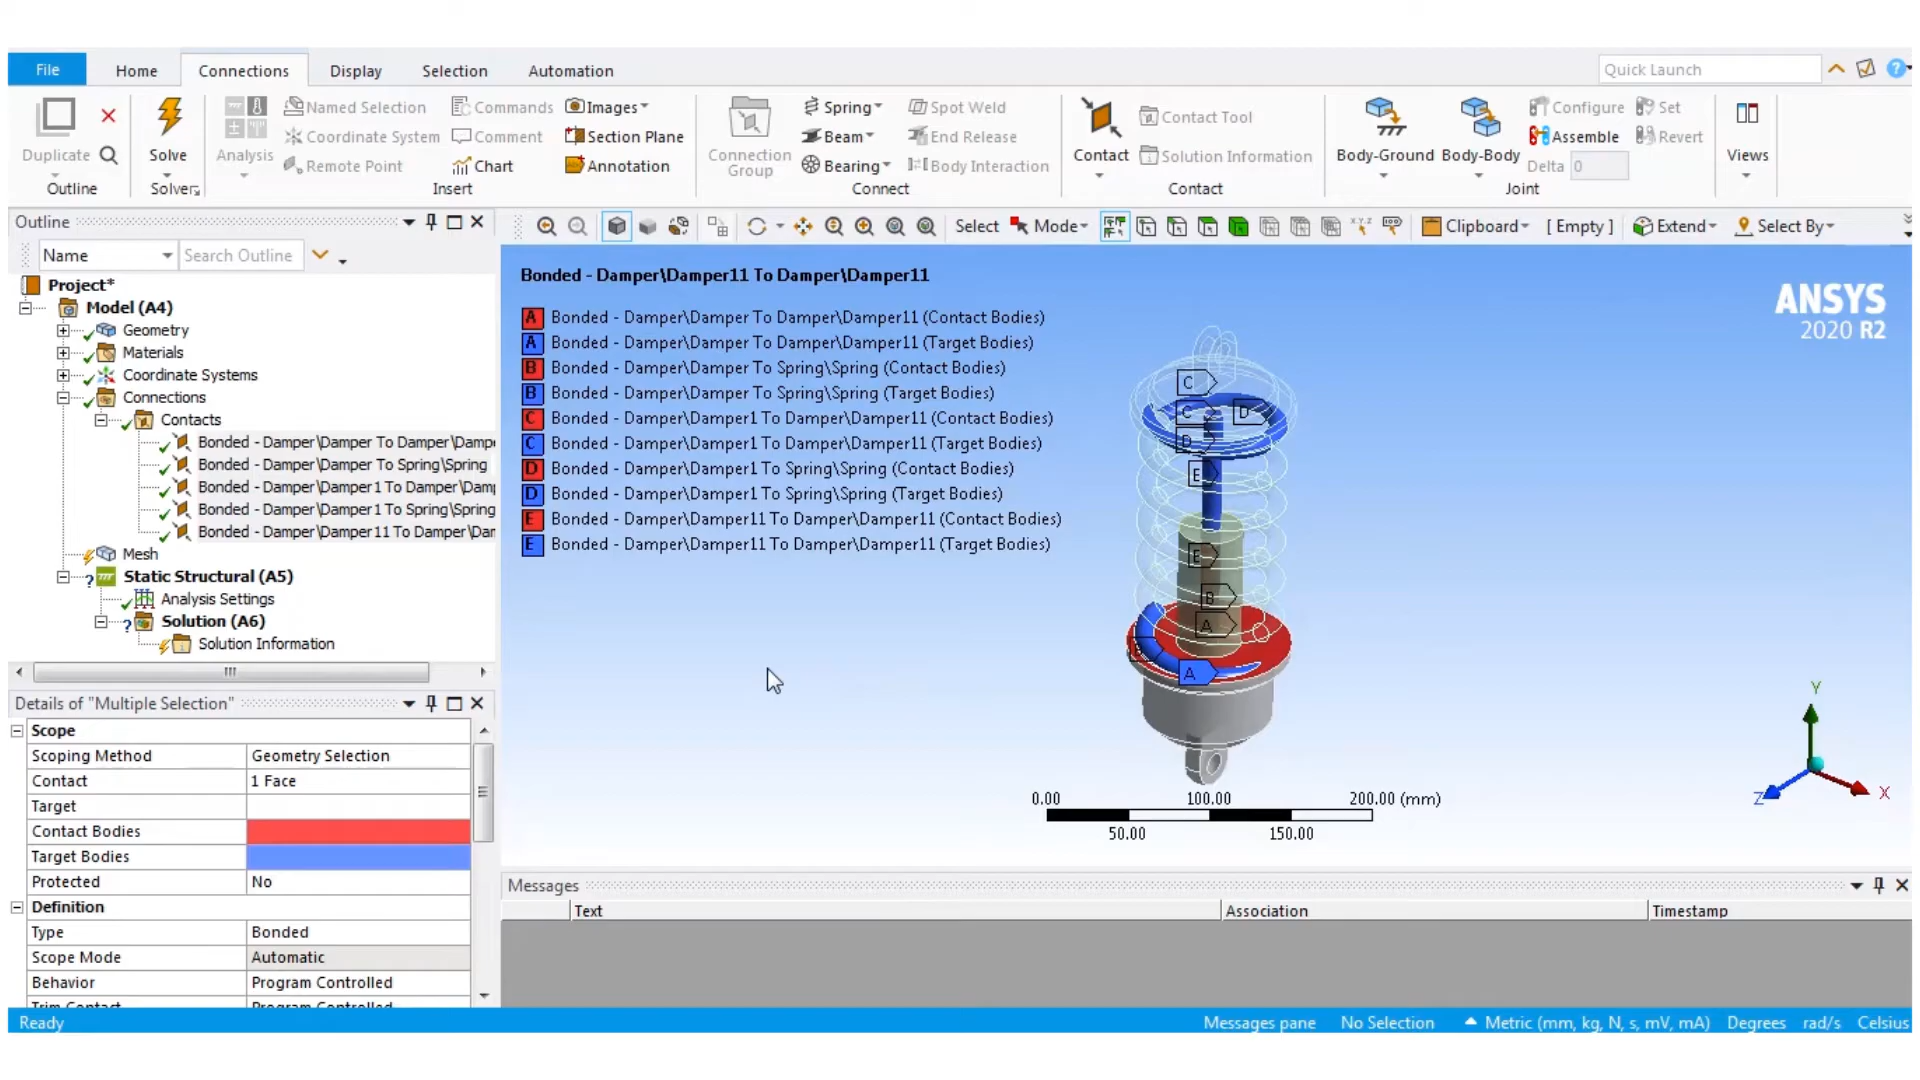 File Home Connections Display Selection Automation Quick Launch
Duplicate
Outline
Solve
Solver
Analysis
Named Selection Commands Images
Coordinate System Comment Section Plane
Remote Point Chart Annotation
Insert
Connection Group
Spring Spot Weld
Beam End Release
Bearing Body Interaction
Connect
Contact
Contact Tool
Solution Information
Contact
Body-Ground Body-Body
Configure Set
Assemble Revert
Delta 0
Joint
Views
Outline
Name Search Outline
Select Mode Clipboard [ Empty ] Extend Select By
Project*
Model (A4)
Geometry
Materials
Coordinate Systems
Connections
Contacts
Bonded - Damper\Damper To Damper\Dampe
Bonded - Damper\Damper To Spring\Spring
Bonded - Damper\Damper1 To Damper\Dam
Bonded - Damper\Damper1 To Spring\Spring
Bonded - Damper\Damper11 To Damper\Dar
Mesh
Static Structural (A5)
Analysis Settings
Solution (A6)
Solution Information
Bonded - Damper\Damper11 To Damper\Damper11
A Bonded - Damper\Damper To Damper\Damper11 (Contact Bodies)
A Bonded - Damper\Damper To Damper\Damper11 (Target Bodies)
B Bonded - Damper\Damper To Spring\Spring (Contact Bodies)
B Bonded - Damper\Damper To Spring\Spring (Target Bodies)
C Bonded - Damper\Damper1 To Damper\Damper11 (Contact Bodies)
C Bonded - Damper\Damper1 To Damper\Damper11 (Target Bodies)
D Bonded - Damper\Damper1 To Spring\Spring (Contact Bodies)
D Bonded - Damper\Damper1 To Spring\Spring (Target Bodies)
E Bonded - Damper\Damper11 To Damper\Damper11 (Contact Bodies)
E Bonded - Damper\Damper11 To Damper\Damper11 (Target Bodies)
ANSYS
2020 R2
C
C D
D
E
E
B
A
A
Y
Z X
0.00 100.00 200.00 (mm)
50.00 150.00
Details of "Multiple Selection"
Scope
Scoping Method Geometry Selection
Contact 1 Face
Target
Contact Bodies
Target Bodies
Protected No
Definition
Type Bonded
Scope Mode Automatic
Behavior Program Controlled
Trim Contact Program Controlled
Messages
Text Association Timestamp
Ready Messages pane No Selection Metric (mm, kg, N, s, mV, mA) Degrees rad/s Celsius